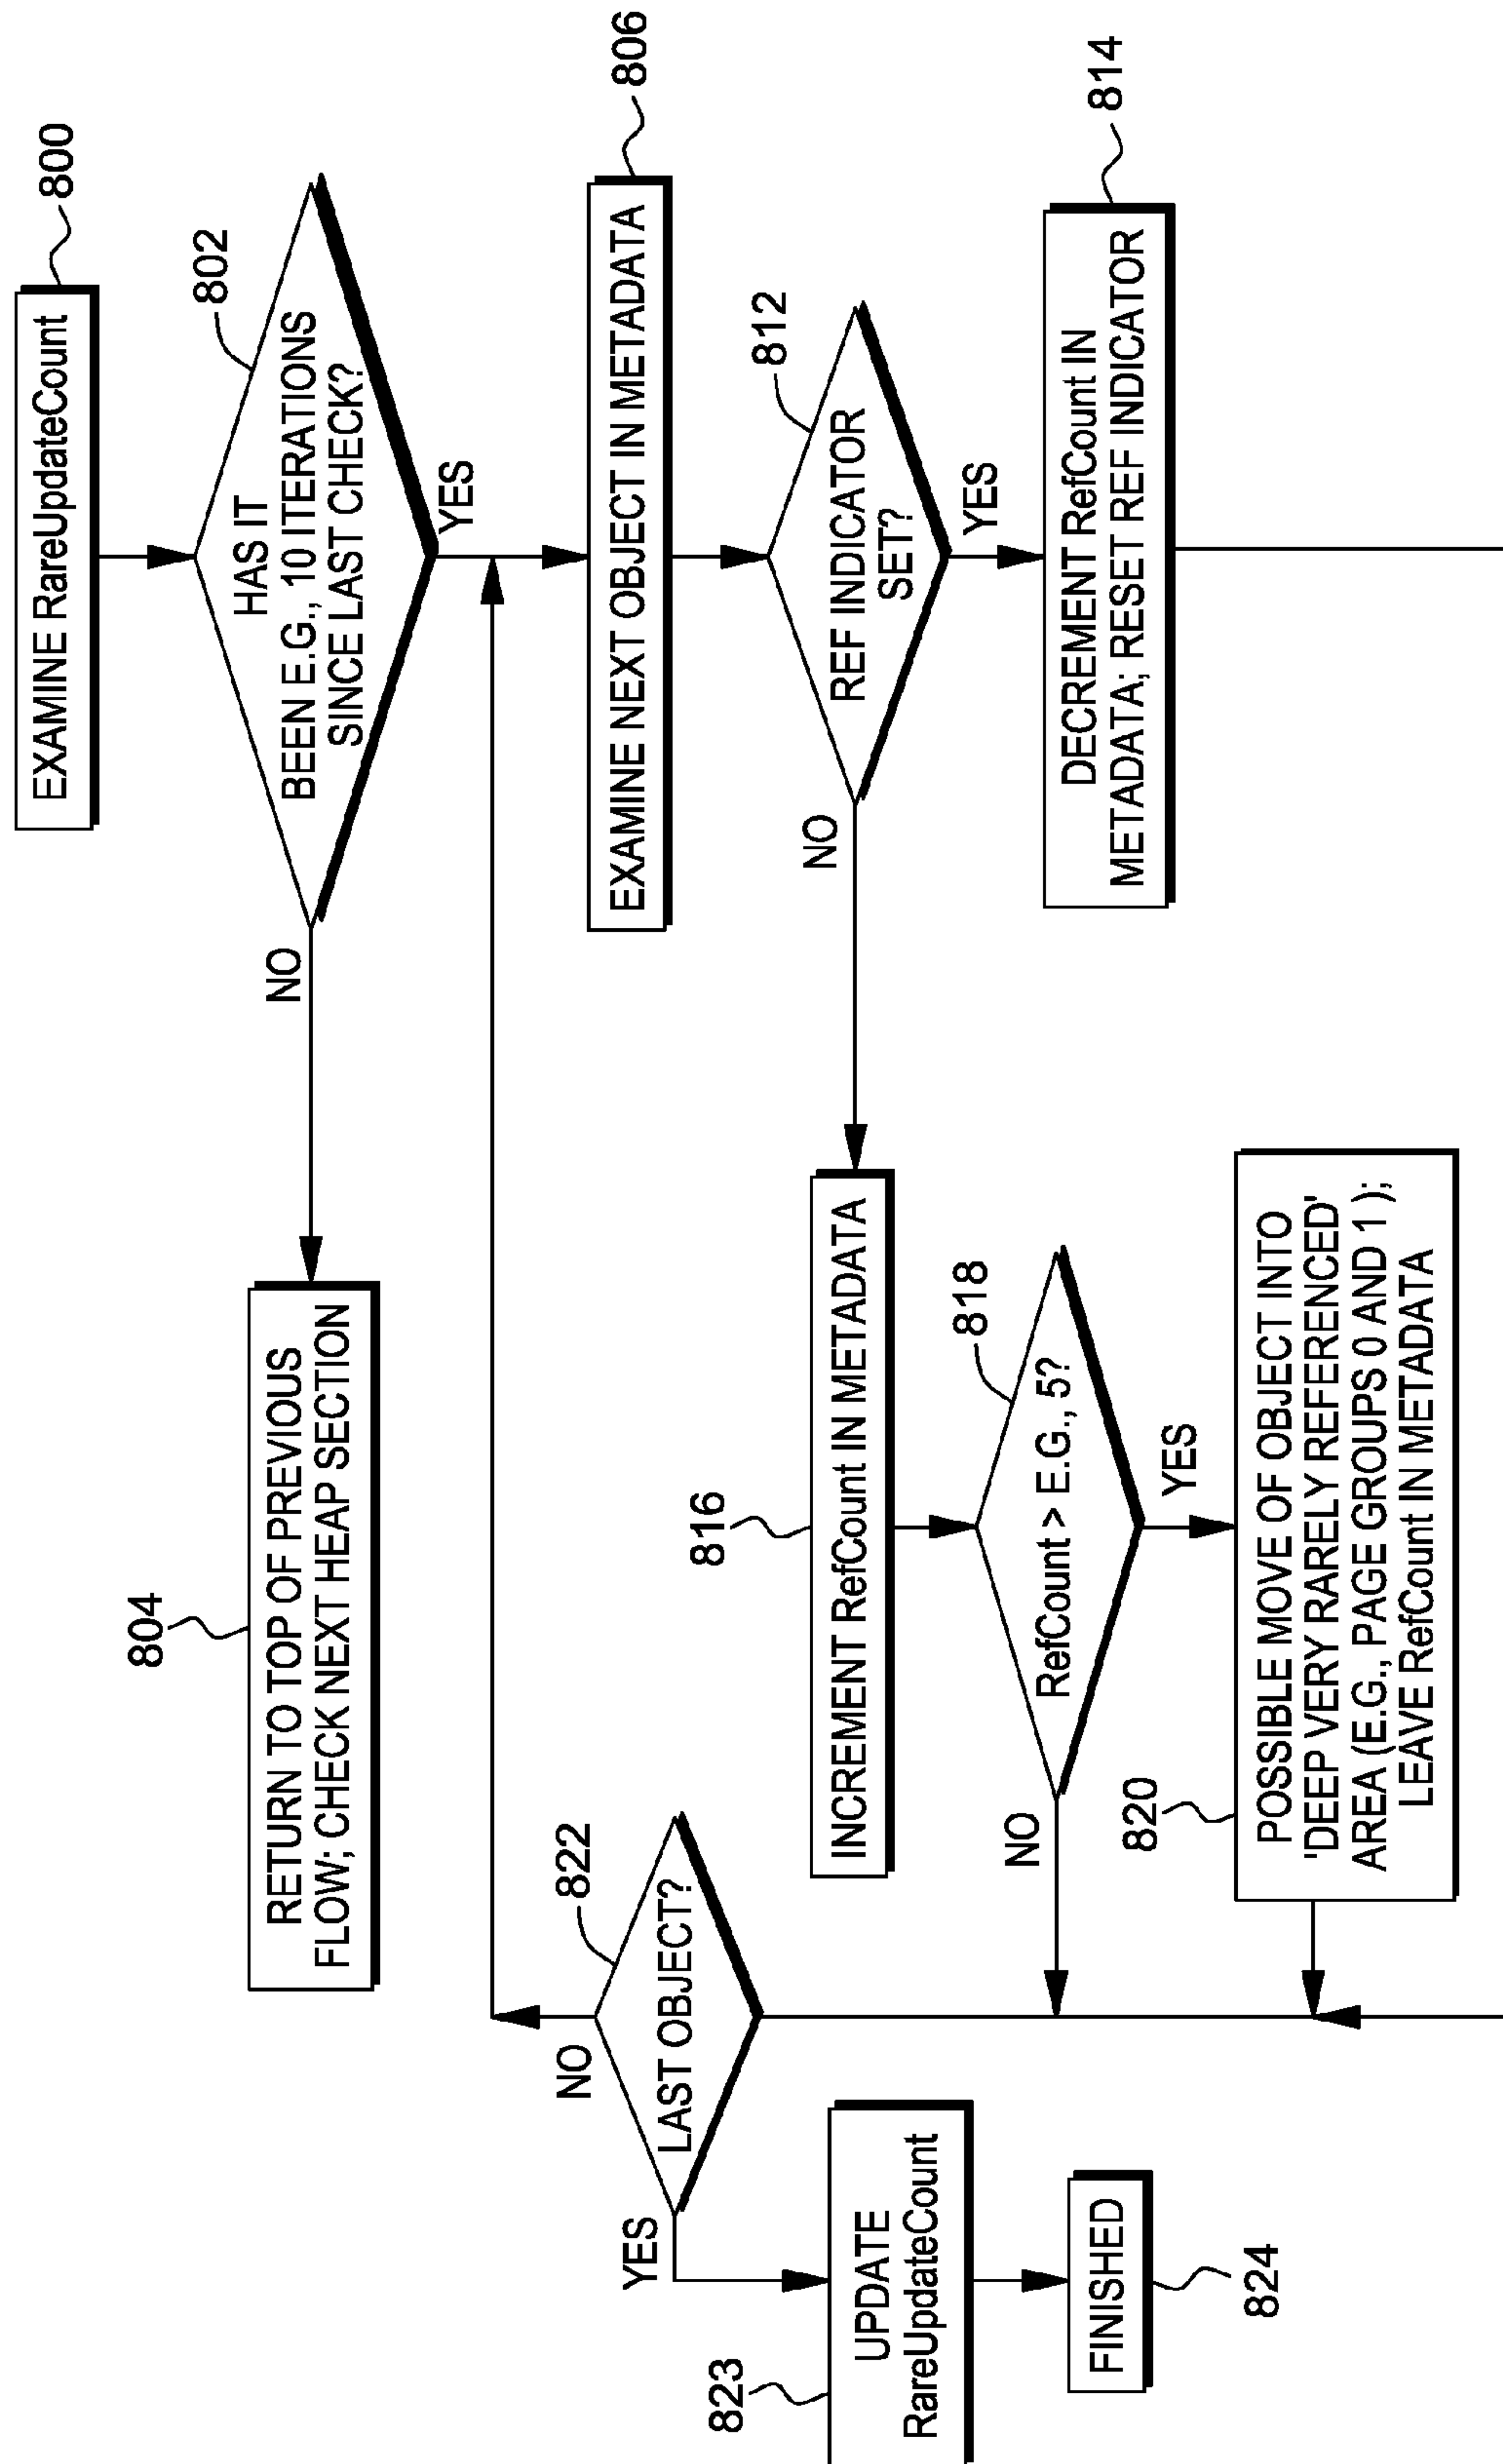 EXAMINE RareUpdateCount
800
HAS IT
BEEN E.G., 10 ITERATIONS
SINCE LAST CHECK?
802
NO
YES
RETURN TO TOP OF PREVIOUS
FLOW; CHECK NEXT HEAP SECTION
804
EXAMINE NEXT OBJECT IN METADATA
806
REF INDICATOR
SET?
812
NO
YES
DECREMENT RefCount IN
METADATA; RESET REF INDICATOR
814
INCREMENT RefCount IN METADATA
816
RefCount > E.G., 5?
818
NO
YES
POSSIBLE MOVE OF OBJECT INTO
'DEEP VERY RARELY REFERENCED'
AREA (E.G., PAGE GROUPS 0 AND 1 );
LEAVE RefCount IN METADATA
820
LAST OBJECT?
822
NO
YES
UPDATE
RareUpdateCount
823
FINISHED
824